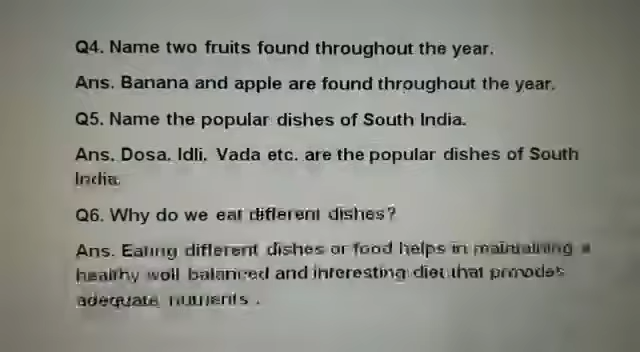 Q4. Name two fruits found throughout the year.
Ans. Banana and apple are found throughout the year.
Q5. Name the popular dishes of South India.
Ans. Dosa, Idli, Vada etc. are the popular dishes of South
India.
Q6. Why do we eat different dishes?
Ans. Eating different dishes or food helps in maintaining a
healthy well balanced and interesting diet that provides
adequate nutrients .